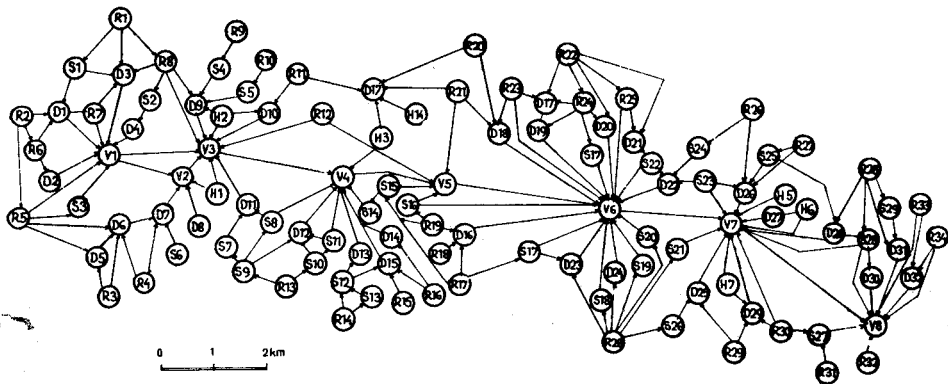 R1
R9
R20
R22
S1 D3 R8 S4 R10 R11 D17 R21 R23 D17 R24 R25
R2 D1 R7 S2 D9 S5 H2 D10 R12 H14 D18 D19 D20 D21 R26
R6 V1 D4 V3 H3 S17 S22 S24 S25
D2 V2 H1 V4 S15 V5 D22 S23 D26 H5
R5 S3 D6 D7 D8 D11 S8 S14 S16 R19 D16 V6 V7 D27 H6 D28 S29 R33
D5 S6 S7 S9 D12 S11 D13 D14 R18 S17 D23 S20 S21 D31 R34
R3 R4 R13 S10 S12 D15 R17 D24 S19 D25 H7 D30 D32
R14 S13 R15 R16 S18 S26 D29 R30 S27 V8
R29 R31 R32
0 1 2km